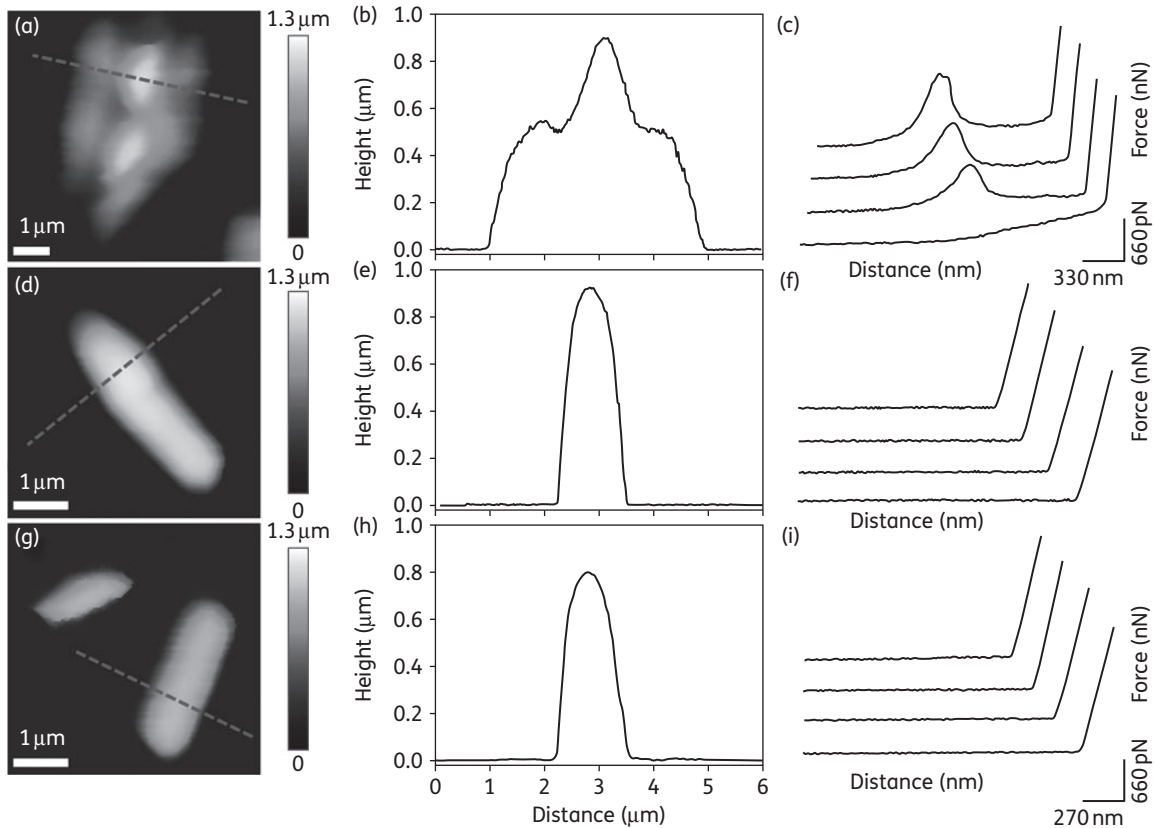 (a)
1.3 μm
0
1 μm
(b)
Height (μm)
1.0
0.8
0.6
0.4
0.2
0.0
(c)
Force (nN)
Distance (nm)
660 pN
330 nm
(d)
1.3 μm
0
1 μm
(e)
Height (μm)
1.0
0.8
0.6
0.4
0.2
0.0
(f)
Force (nN)
Distance (nm)
(g)
1.3 μm
0
1 μm
(h)
Height (μm)
1.0
0.8
0.6
0.4
0.2
0.0
0 1 2 3 4 5 6
Distance (μm)
(i)
Force (nN)
Distance (nm)
660 pN
270 nm